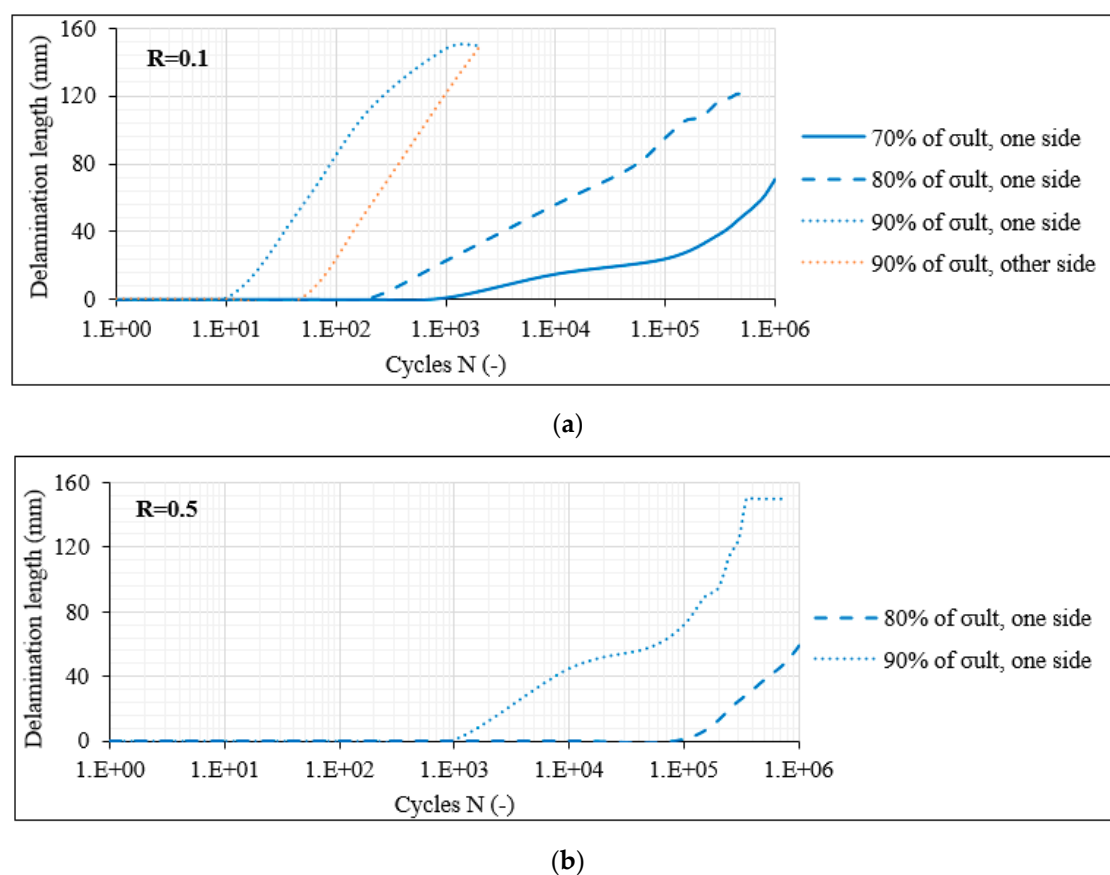 160
R=0.1
120
80
40
0
Delamination length (mm)
1.E+00 1.E+01 1.E+02 1.E+03 1.E+04 1.E+05 1.E+06
Cycles N (-)
70% of σult, one side
80% of σult, one side
90% of σult, one side
90% of σult, other side
(a)
160
R=0.5
120
80
40
0
Delamination length (mm)
1.E+00 1.E+01 1.E+02 1.E+03 1.E+04 1.E+05 1.E+06
Cycles N (-)
80% of σult, one side
90% of σult, one side
(b)